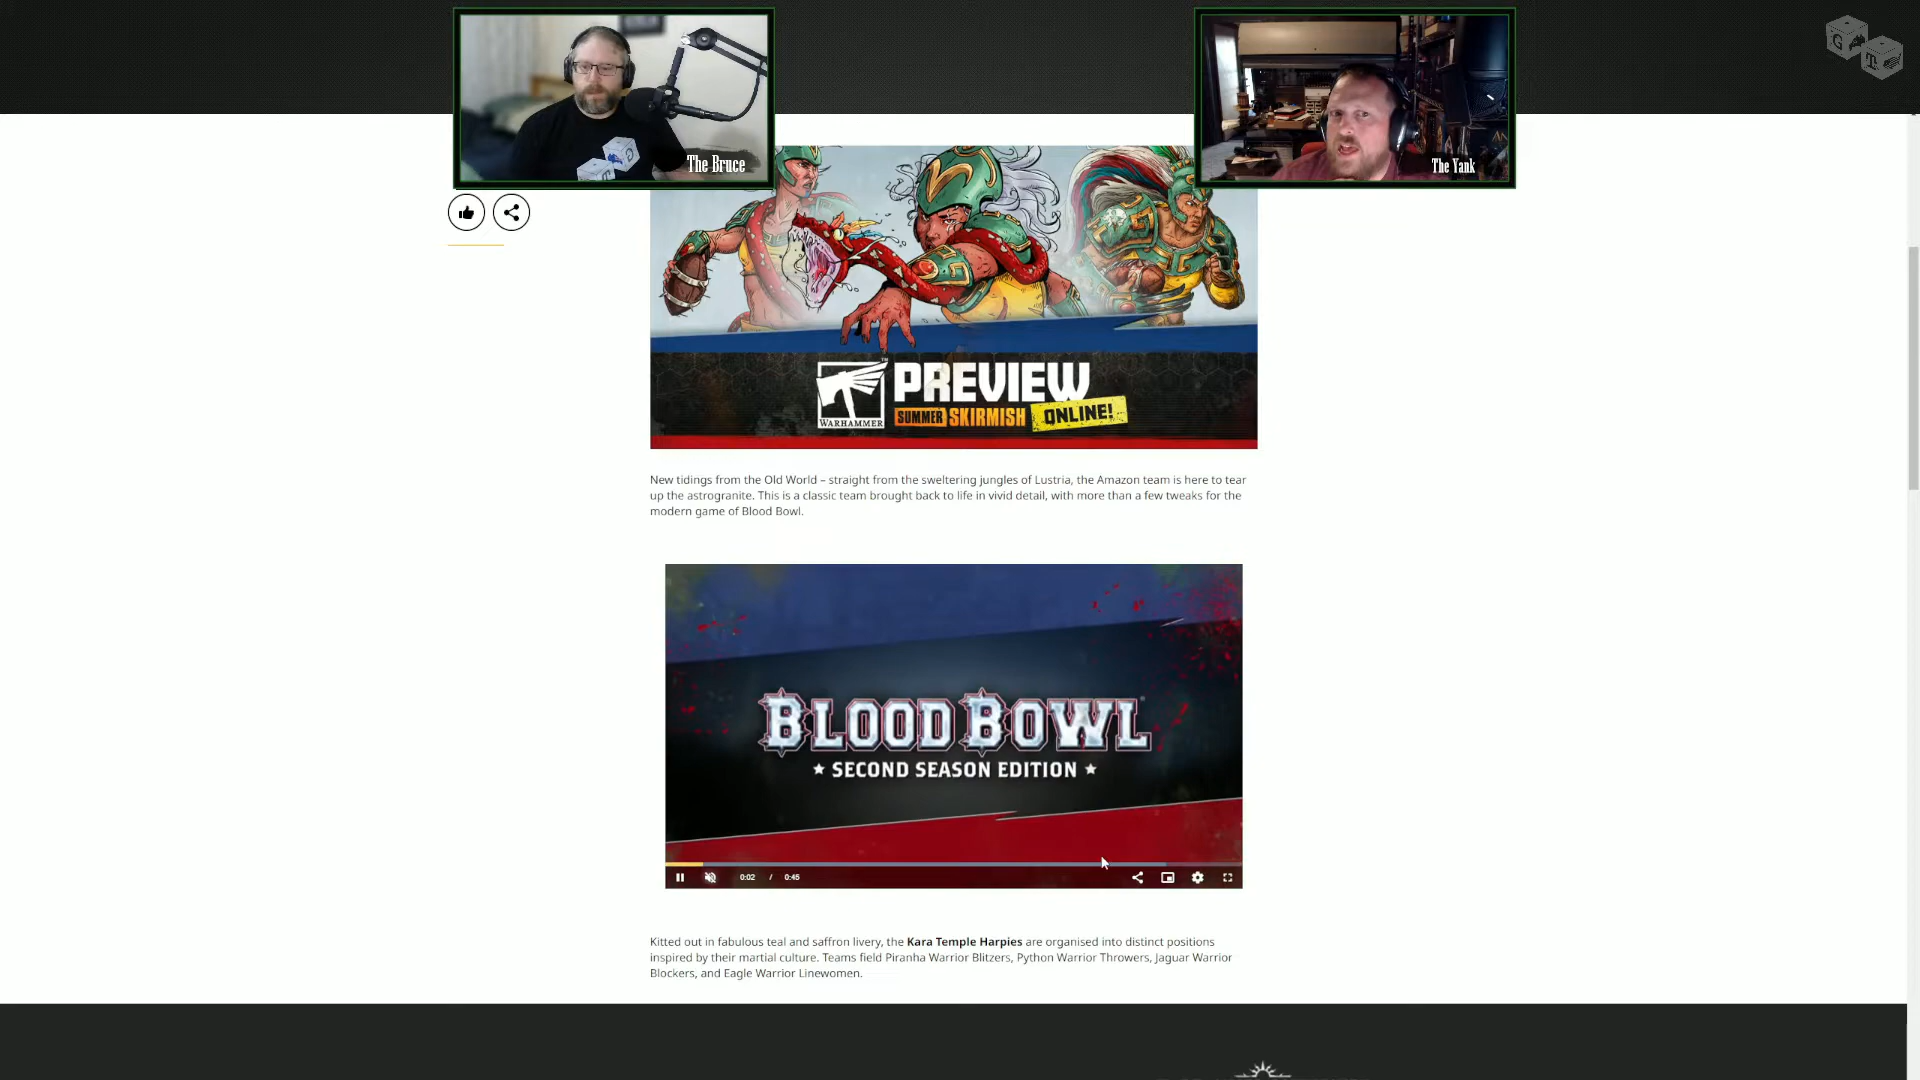 The Bruce
The Yank
G
T
WARHAMMER
PREVIEW
SUMMER SKIRMISH ONLINE!
New tidings from the Old World – straight from the sweltering jungles of Lustria, the Amazon team is here to tear
up the astrogranite. This is a classic team brought back to life in vivid detail, with more than a few tweaks for the
modern game of Blood Bowl.
BLOOD BOWL
★ SECOND SEASON EDITION ★
0:02 / 0:45
Kitted out in fabulous teal and saffron livery, the Kara Temple Harpies are organised into distinct positions
inspired by their martial culture. Teams field Piranha Warrior Blitzers, Python Warrior Throwers, Jaguar Warrior
Blockers, and Eagle Warrior Linewomen.